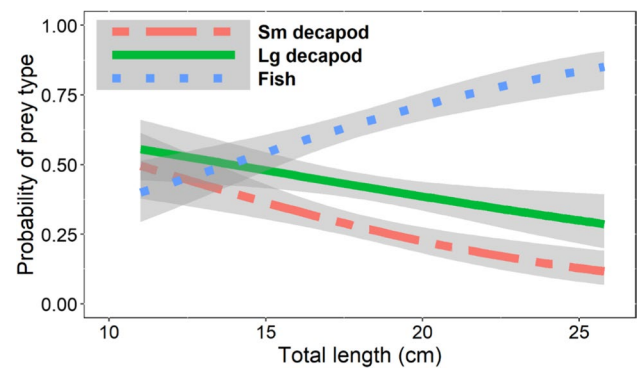 Sm decapod
Lg decapod
Fish
Probability of prey type
1.00
0.75
0.50
0.25
0.00
10 15 20 25
Total length (cm)